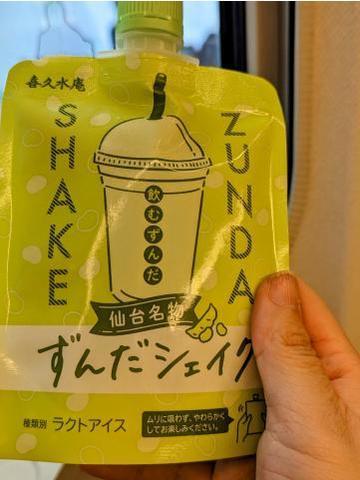 喜久水庵
SHAKE
ZUNDA
飲むずんだ
仙台名物
ずんだシェイク
種類別 ラクトアイス
ムリに吸わず、やわらかく
してお楽しみください。